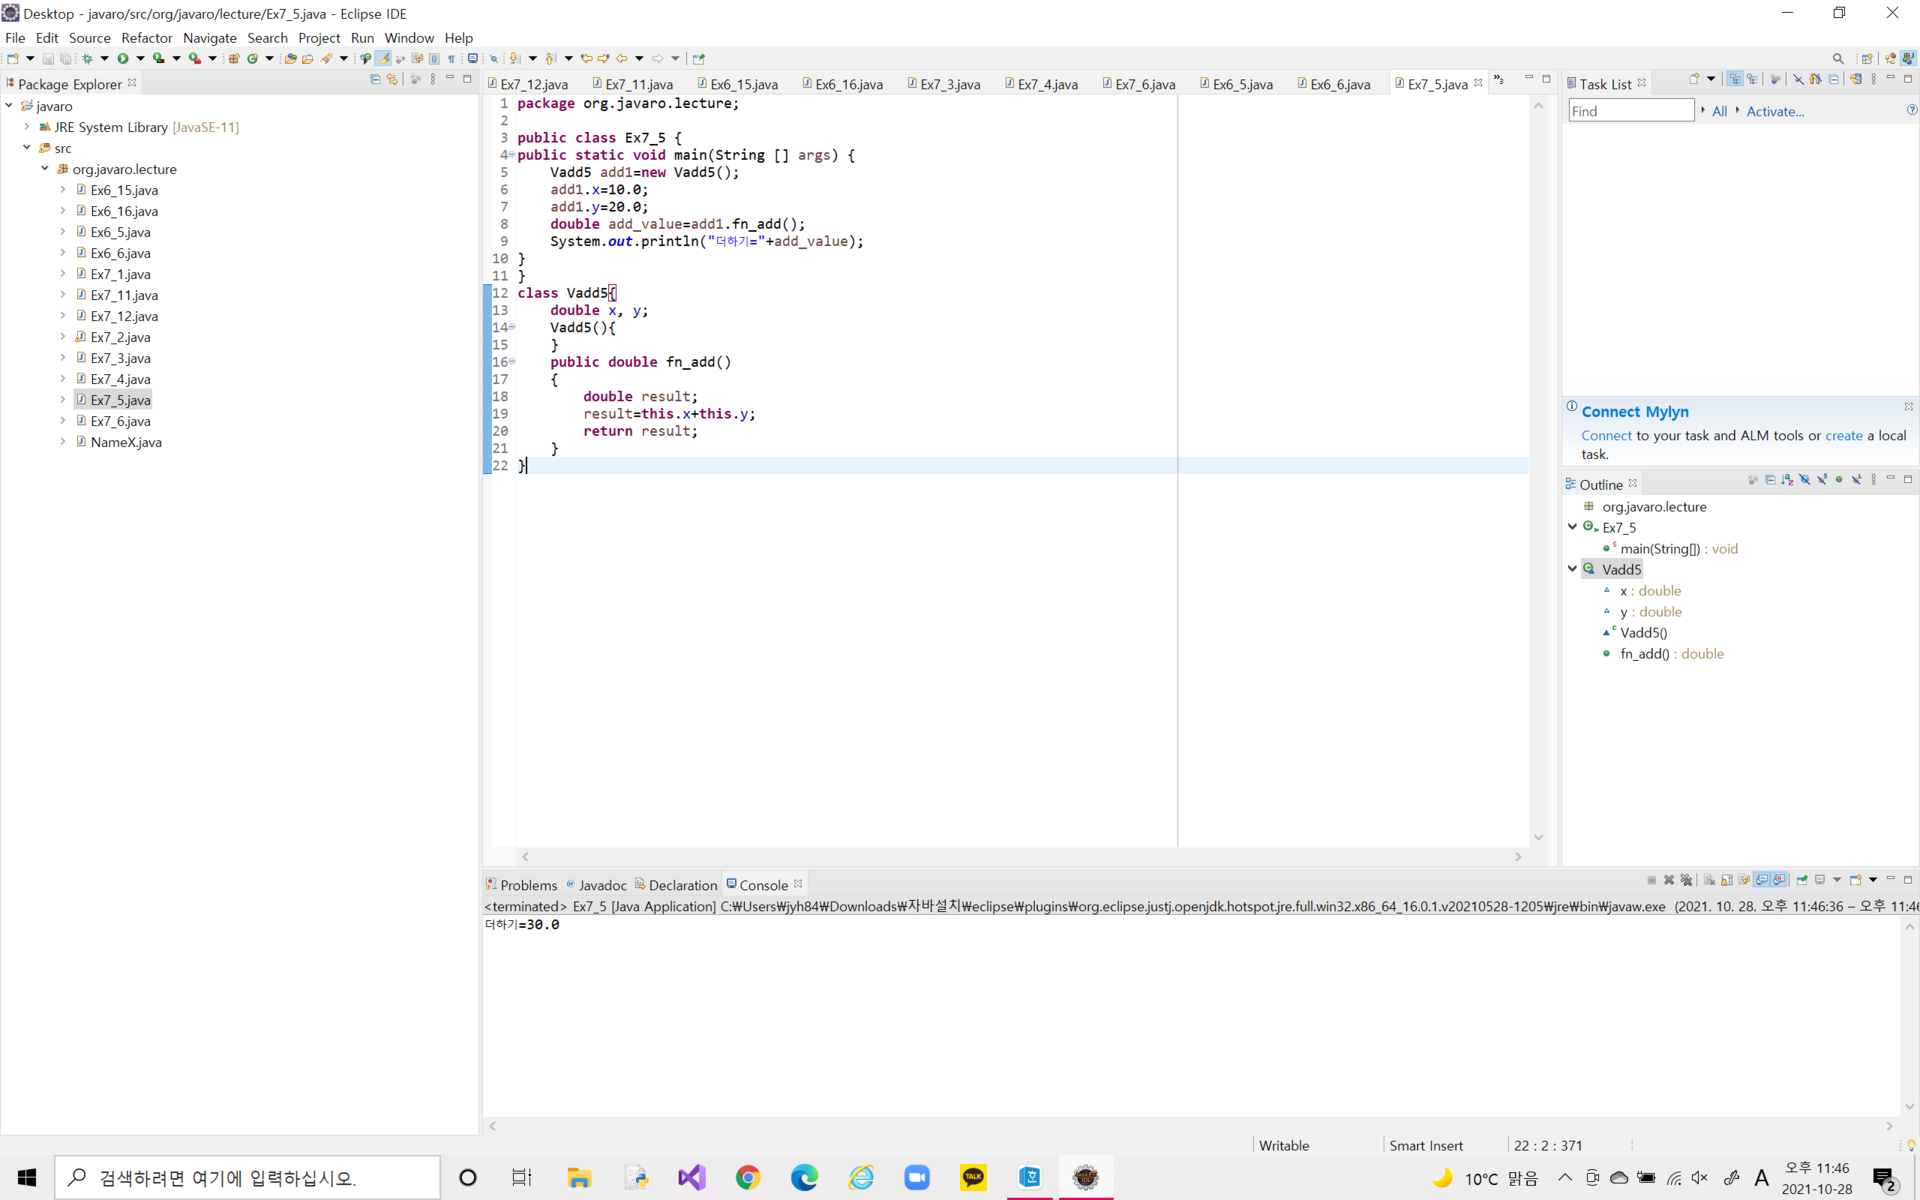 Desktop - javaro/src/org/javaro/lecture/Ex7_5.java - Eclipse IDE
File Edit Source Refactor Navigate Search Project Run Window Help
Package Explorer
javaro
JRE System Library [JavaSE-11]
src
org.javaro.lecture
Ex6_15.java
Ex6_16.java
Ex6_5.java
Ex6_6.java
Ex7_1.java
Ex7_11.java
Ex7_12.java
Ex7_2.java
Ex7_3.java
Ex7_4.java
Ex7_5.java
Ex7_6.java
NameX.java
Ex7_12.java Ex7_11.java Ex6_15.java Ex6_16.java Ex7_3.java Ex7_4.java Ex7_6.java Ex6_5.java Ex6_6.java Ex7_5.java »3
1 package org.javaro.lecture;
2
3 public class Ex7_5 {
4 public static void main(String [] args) {
5 Vadd5 add1=new Vadd5();
6 add1.x=10.0;
7 add1.y=20.0;
8 double add_value=add1.fn_add();
9 System.out.println("더하기="+add_value);
10 }
11 }
12 class Vadd5{
13 double x, y;
14 Vadd5(){
15 }
16 public double fn_add()
17 {
18 double result;
19 result=this.x+this.y;
20 return result;
21 }
22 }
Task List
Find All Activate...
Connect Mylyn
Connect to your task and ALM tools or create a local
task.
Outline
org.javaro.lecture
Ex7_5
main(String[]) : void
Vadd5
x : double
y : double
Vadd5()
fn_add() : double
Problems Javadoc Declaration Console
<terminated> Ex7_5 [Java Application] C:₩Users₩jyh84₩Downloads₩자바설치₩eclipse₩plugins₩org.eclipse.justj.openjdk.hotspot.jre.full.win32.x86_64_16.0.1.v20210528-1205₩jre₩bin₩javaw.exe (2021. 10. 28. 오후 11:46:36 – 오후 11:46
더하기=30.0
Writable Smart Insert 22 : 2 : 371
검색하려면 여기에 입력하십시오.
TALK
10°C 맑음
A
오후 11:46
2021-10-28
2